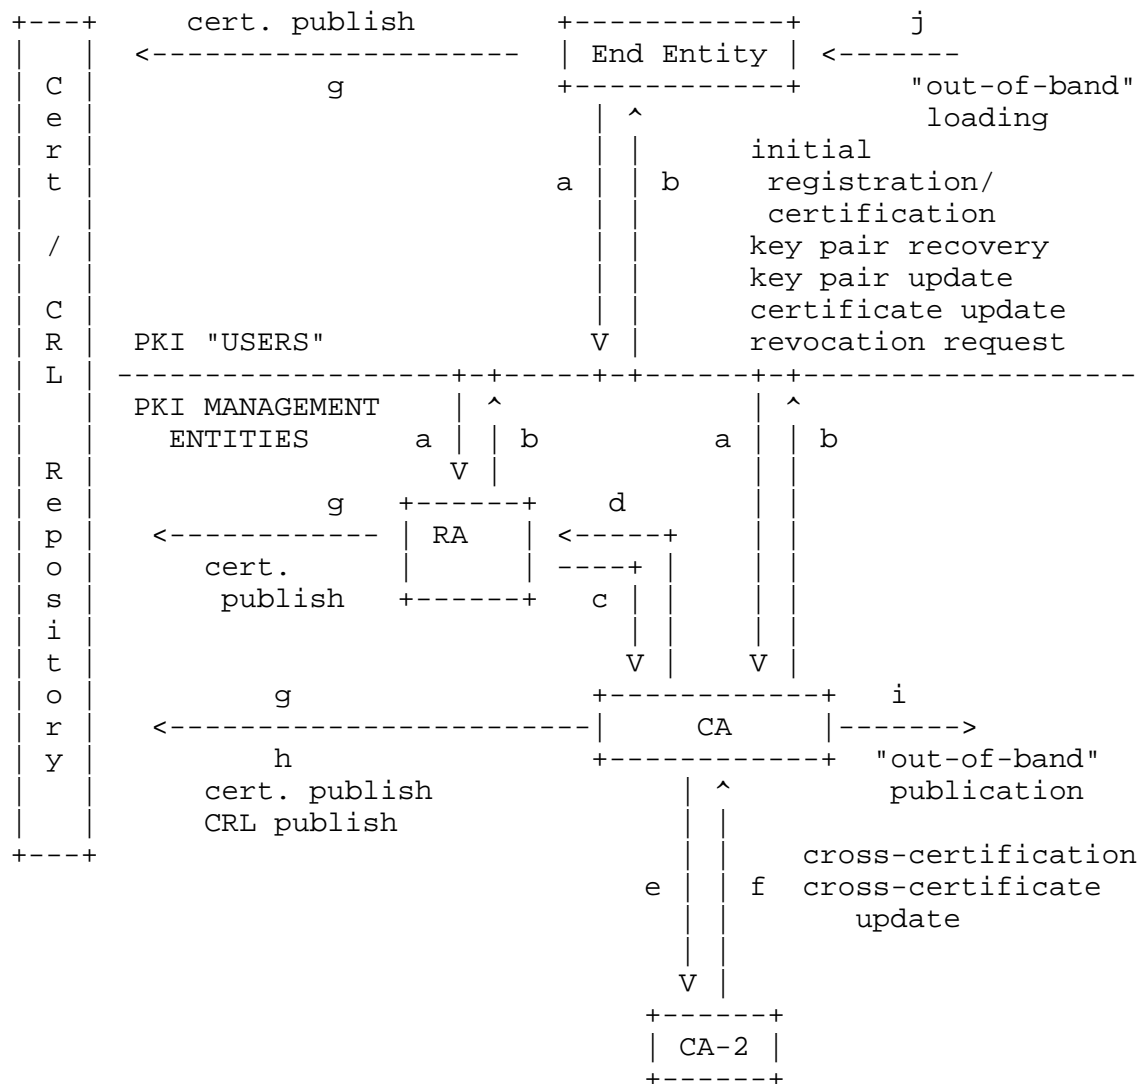 +---+     cert. publish        +------------+      j
|   |  <---------------------  | End Entity | <-------
| C |             g            +------------+      "out-of-band"
| e |                            | ^                loading
| r |                            | |      initial
| t |                          a | | b     registration/
|   |                            | |       certification
| / |                            | |      key pair recovery
|   |                            | |      key pair update
| C |                            | |      certificate update
| R |  PKI "USERS"               V |      revocation request
| L | -------------------+-+-----+-+------+-+-------------------
|   |  PKI MANAGEMENT    | ^              | ^
|   |    ENTITIES      a | | b          a | | b
| R |                    V |              | |
| e |             g   +------+    d       | |
| p |   <------------ | RA   | <-----+    | |
| o |      cert.      |      | ----+ |    | |
| s |       publish   +------+   c | |    | |
| i |                              | |    | |
| t |                              V |    V |
| o |          g                 +------------+   i
| r |   <------------------------|     CA     |------->
| y |          h                 +------------+  "out-of-band"
|   |      cert. publish              | ^         publication
|   |      CRL publish                | |
+---+                                 | |    cross-certification
                                    e | | f  cross-certificate
                                      | |       update
                                      | |
                                      V |
                                    +------+
                                    | CA-2 |
                                    +------+